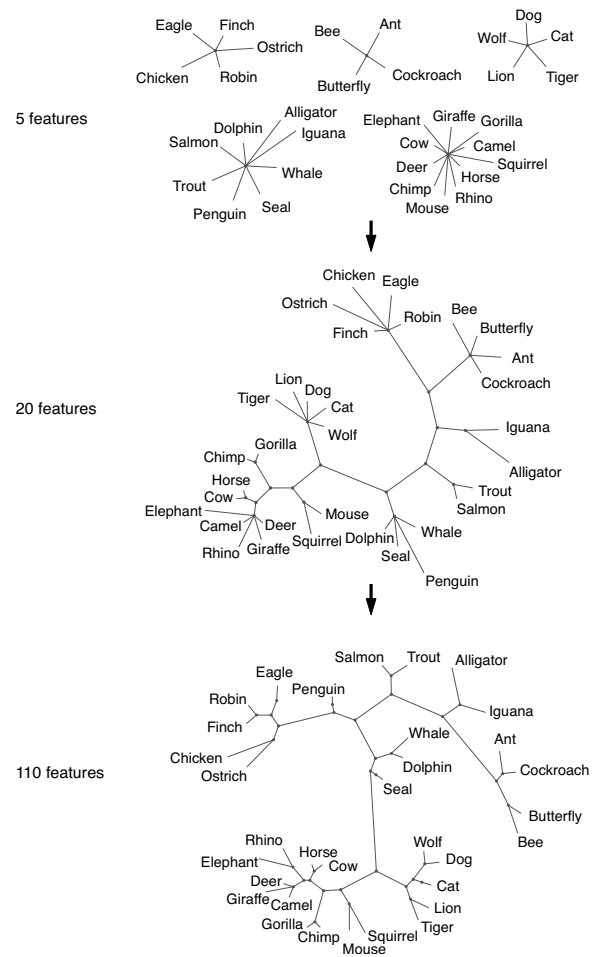 5 features
Eagle
Finch
Ostrich
Chicken
Robin
Bee
Ant
Butterfly
Cockroach
Dog
Wolf
Cat
Lion
Tiger
Alligator
Dolphin
Iguana
Salmon
Whale
Trout
Seal
Penguin
Elephant
Giraffe
Gorilla
Cow
Camel
Deer
Squirrel
Horse
Chimp
Rhino
Mouse
20 features
Chicken
Eagle
Ostrich
Robin
Finch
Bee
Butterfly
Ant
Cockroach
Lion
Dog
Tiger
Cat
Wolf
Iguana
Alligator
Gorilla
Chimp
Horse
Cow
Elephant
Camel
Deer
Rhino
Giraffe
Mouse
Squirrel
Dolphin
Whale
Seal
Penguin
Trout
Salmon
110 features
Salmon
Trout
Alligator
Eagle
Penguin
Robin
Finch
Iguana
Chicken
Ostrich
Whale
Dolphin
Seal
Ant
Cockroach
Butterfly
Bee
Rhino
Horse
Elephant
Cow
Deer
Giraffe
Camel
Gorilla
Chimp
Squirrel
Mouse
Wolf
Dog
Cat
Lion
Tiger